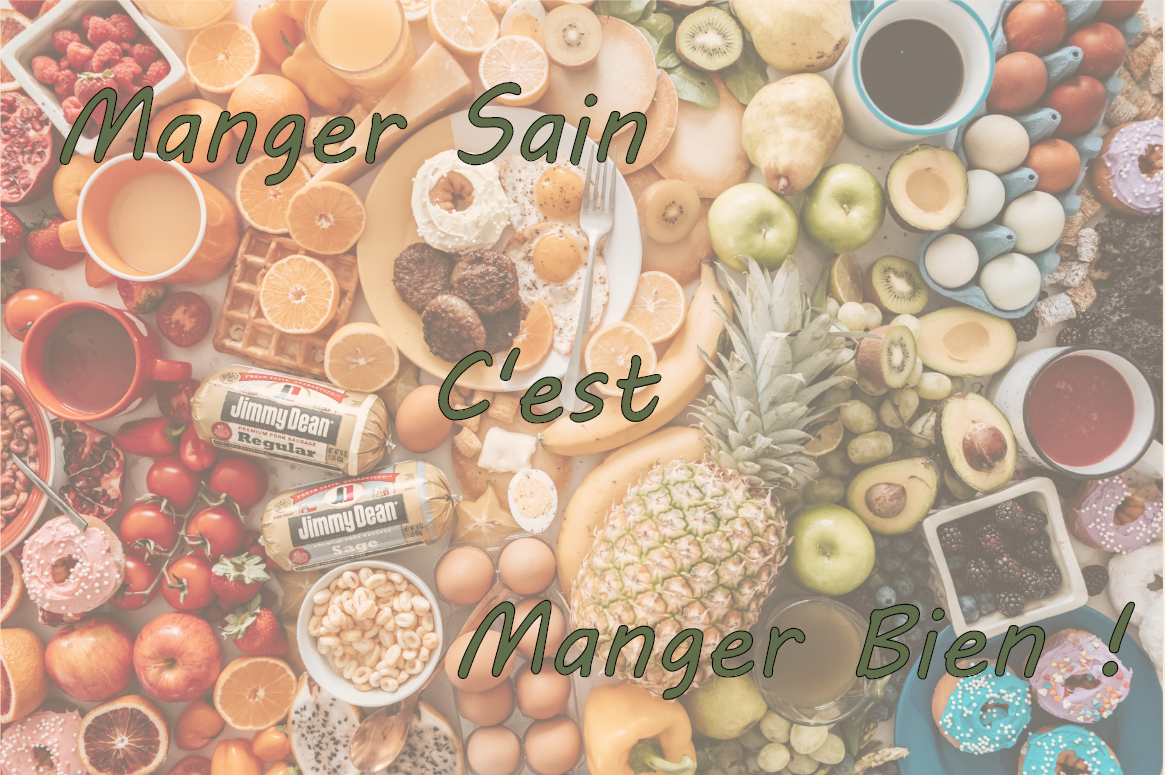 Manger Sain
C'est
Manger Bien !
Jimmy Dean
PREMIUM PORK SAUSAGE
Regular
Jimmy Dean
PREMIUM PORK SAUSAGE
Sage